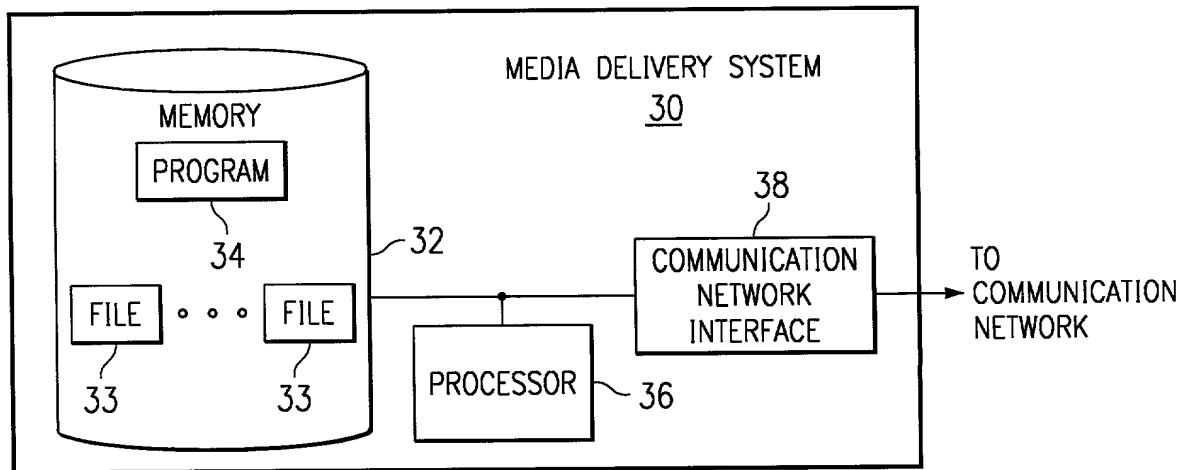 MEDIA DELIVERY SYSTEM
30
MEMORY
PROGRAM
34
32
FILE
FILE
33
33
PROCESSOR
36
38
COMMUNICATION
NETWORK
INTERFACE
TO
COMMUNICATION
NETWORK